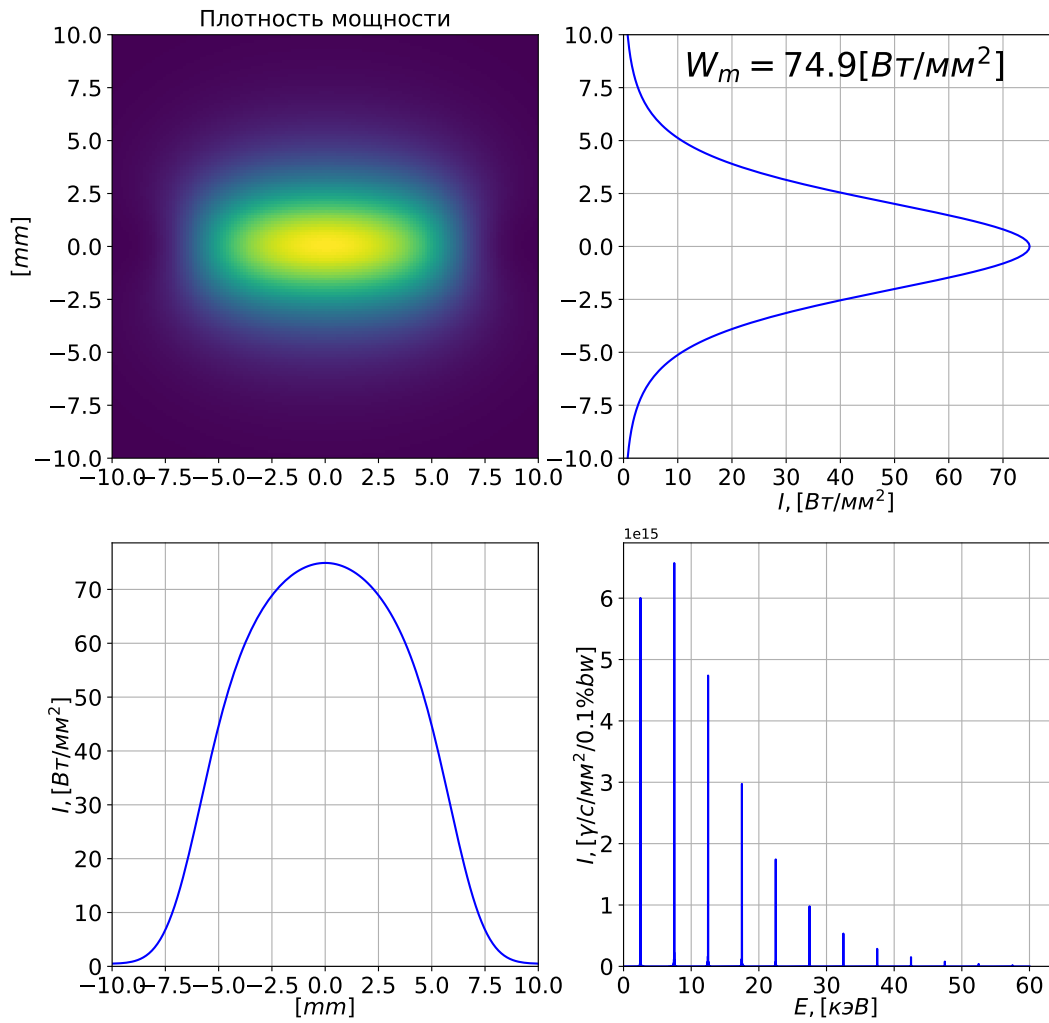 Плотность мощности
10.0
7.5
5.0
2.5
0.0
−2.5
−5.0
−7.5
−10.0
[mm]
−10.0 −7.5 −5.0 −2.5 0.0 2.5 5.0 7.5 10.0
W_m = 74.9[Вт/мм²]
10.0
7.5
5.0
2.5
0.0
−2.5
−5.0
−7.5
−10.0
0 10 20 30 40 50 60 70
I, [Вт/мм²]
70
60
50
40
30
20
10
0
I, [Вт/мм²]
−10.0 −7.5 −5.0 −2.5 0.0 2.5 5.0 7.5 10.0
[mm]
1e15
6
5
4
3
2
1
0
I, [γ/с/мм²/0.1%bw]
0 10 20 30 40 50 60
E, [кэВ]